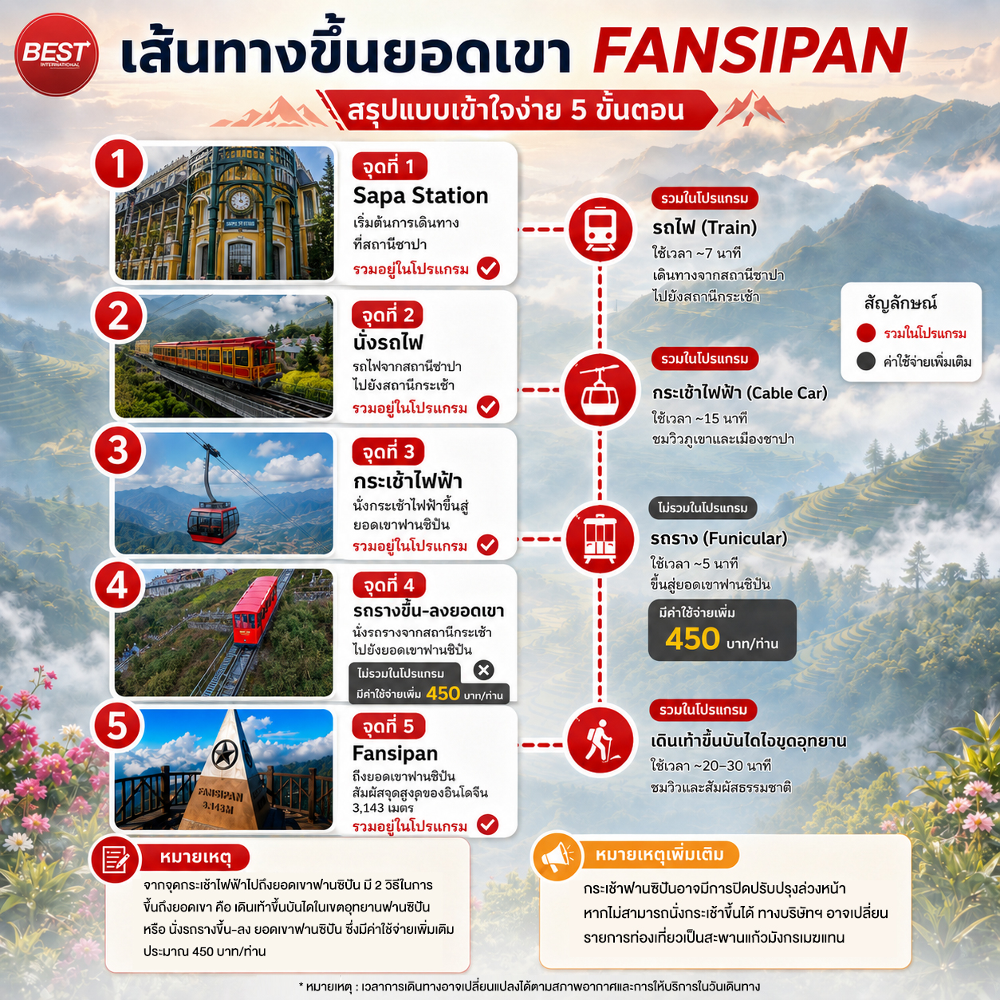 BEST
INTERNATIONAL
เส้นทางขึ้นยอดเขา FANSIPAN
สรุปแบบเข้าใจง่าย 5 ขั้นตอน
1
จุดที่ 1
Sapa Station
เริ่มต้นการเดินทาง
ที่สถานีซาปา
รวมอยู่ในโปรแกรม
2
จุดที่ 2
นั่งรถไฟ
รถไฟจากสถานีซาปา
ไปยังสถานีกระเช้า
รวมอยู่ในโปรแกรม
3
จุดที่ 3
กระเช้าไฟฟ้า
นั่งกระเช้าไฟฟ้าขึ้นสู่
ยอดเขาฟานซิปัน
รวมอยู่ในโปรแกรม
4
จุดที่ 4
รถรางขึ้น-ลงยอดเขา
นั่งรถรางจากสถานีกระเช้า
ไปยังยอดเขาฟานซิปัน
ไม่รวมในโปรแกรม
มีค่าใช้จ่ายเพิ่ม 450 บาท/ท่าน
5
FANSIPAN
3.143M
จุดที่ 5
Fansipan
ถึงยอดเขาฟานซิปัน
สัมผัสจุดสูงสุดของอินโดจีน
3,143 เมตร
รวมอยู่ในโปรแกรม
รวมในโปรแกรม
รถไฟ (Train)
ใช้เวลา ~7 นาที
เดินทางจากสถานีซาปา
ไปยังสถานีกระเช้า
รวมในโปรแกรม
กระเช้าไฟฟ้า (Cable Car)
ใช้เวลา ~15 นาที
ชมวิวภูเขาและเมืองซาปา
ไม่รวมในโปรแกรม
รถราง (Funicular)
ใช้เวลา ~5 นาที
ขึ้นสู่ยอดเขาฟานซิปัน
มีค่าใช้จ่ายเพิ่ม
450 บาท/ท่าน
รวมในโปรแกรม
เดินเท้าขึ้นบันไดในเขตอุทยาน
ใช้เวลา ~20–30 นาที
ชมวิวและสัมผัสธรรมชาติ
สัญลักษณ์
รวมในโปรแกรม
ค่าใช้จ่ายเพิ่มเติม
หมายเหตุ
จากจุดกระเช้าไฟฟ้าไปถึงยอดเขาฟานซิปัน มี 2 วิธีในการ
ขึ้นถึงยอดเขา คือ เดินเท้าขึ้นบันไดในเขตอุทยานฟานซิปัน
หรือ นั่งรถรางขึ้น-ลง ยอดเขาฟานซิปัน ซึ่งมีค่าใช้จ่ายเพิ่มเติม
ประมาณ 450 บาท/ท่าน
หมายเหตุเพิ่มเติม
กระเช้าฟานซิปันอาจมีการปิดปรับปรุงล่วงหน้า
หากไม่สามารถนั่งกระเช้าขึ้นได้ ทางบริษัทฯ อาจเปลี่ยน
รายการท่องเที่ยวเป็นสะพานแก้วมังกรเมฆแทน
* หมายเหตุ : เวลาการเดินทางอาจเปลี่ยนแปลงได้ตามสภาพอากาศและการให้บริการในวันเดินทาง